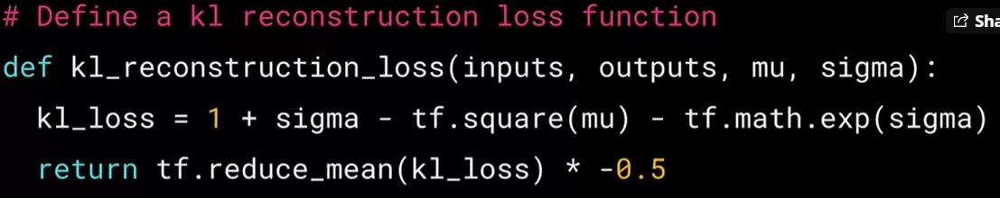 # Define a kl reconstruction loss function
Sha
def kl_reconstruction_loss(inputs, outputs, mu, sigma):
kl_loss = 1 + sigma - tf.square(mu) - tf.math.exp(sigma)
return tf.reduce_mean(kl_loss) * -0.5